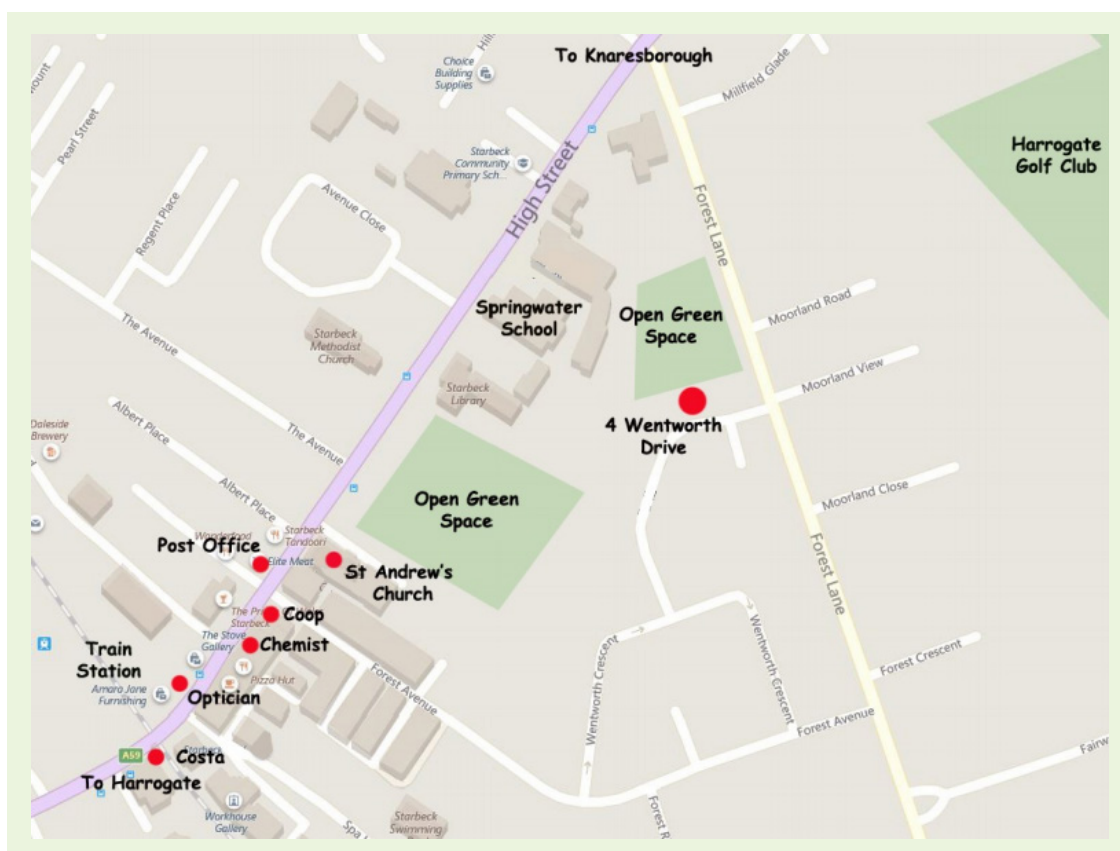 To Knaresborough
Choice
Building
Supplies
Millfield Glade
Pearl Street
Harrogate
Golf Club
Starbeck
Community
Primary Sch...
High Street
Avenue Close
Regent Place
Forest Lane
Springwater
School
Open Green
Space
Moorland Road
The Avenue
Starbeck
Methodist
Church
Starbeck
Library
Moorland View
4 Wentworth
Drive
Albert Place
Daleside
Brewery
The Avenue
Open Green
Space
Moorland Close
Albert Place
Starbeck
Tandoori
Post Office
Elite Meat
St Andrew's
Church
Forest Lane
Coop
Starbeck
The Stove
Gallery
Chemist
Train
Station
Pizza Hut
Amara Jane
Furnishing
Optician
Forest Avenue
Wentworth Crescent
Wentworth Crescent
Forest Crescent
Forest Avenue
A59
Costa
To Harrogate
Workhouse
Gallery
Starbeck
Swimming
Forest R
Fairw